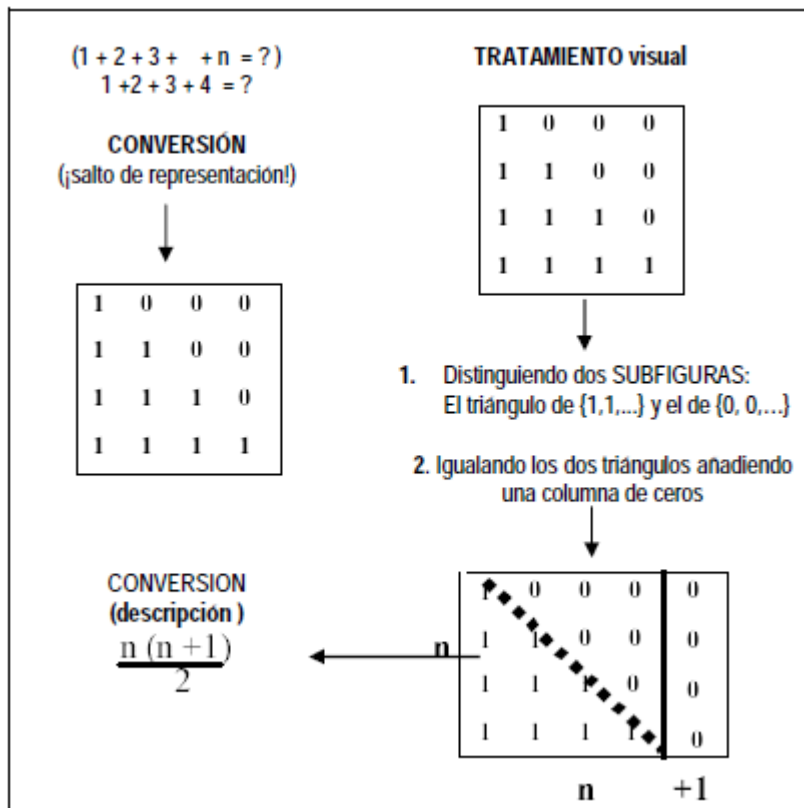 (1 + 2 + 3 + + n = ? )
1 +2 + 3 + 4 = ?
CONVERSIÓN
(¡salto de representación!)
1 0 0 0
1 1 0 0
1 1 1 0
1 1 1 1
TRATAMIENTO visual
1 0 0 0
1 1 0 0
1 1 1 0
1 1 1 1
1. Distinguiendo dos SUBFIGURAS:
El triángulo de {1,1,...} y el de {0, 0,...}
2. Igualando los dos triángulos añadiendo
una columna de ceros
1 0 0 0 0 0
1 1 0 0 0 0
1 1 1 0 0
1 1 1 1 0
n
n +1
CONVERSION
(descripción )
n (n +1)
2